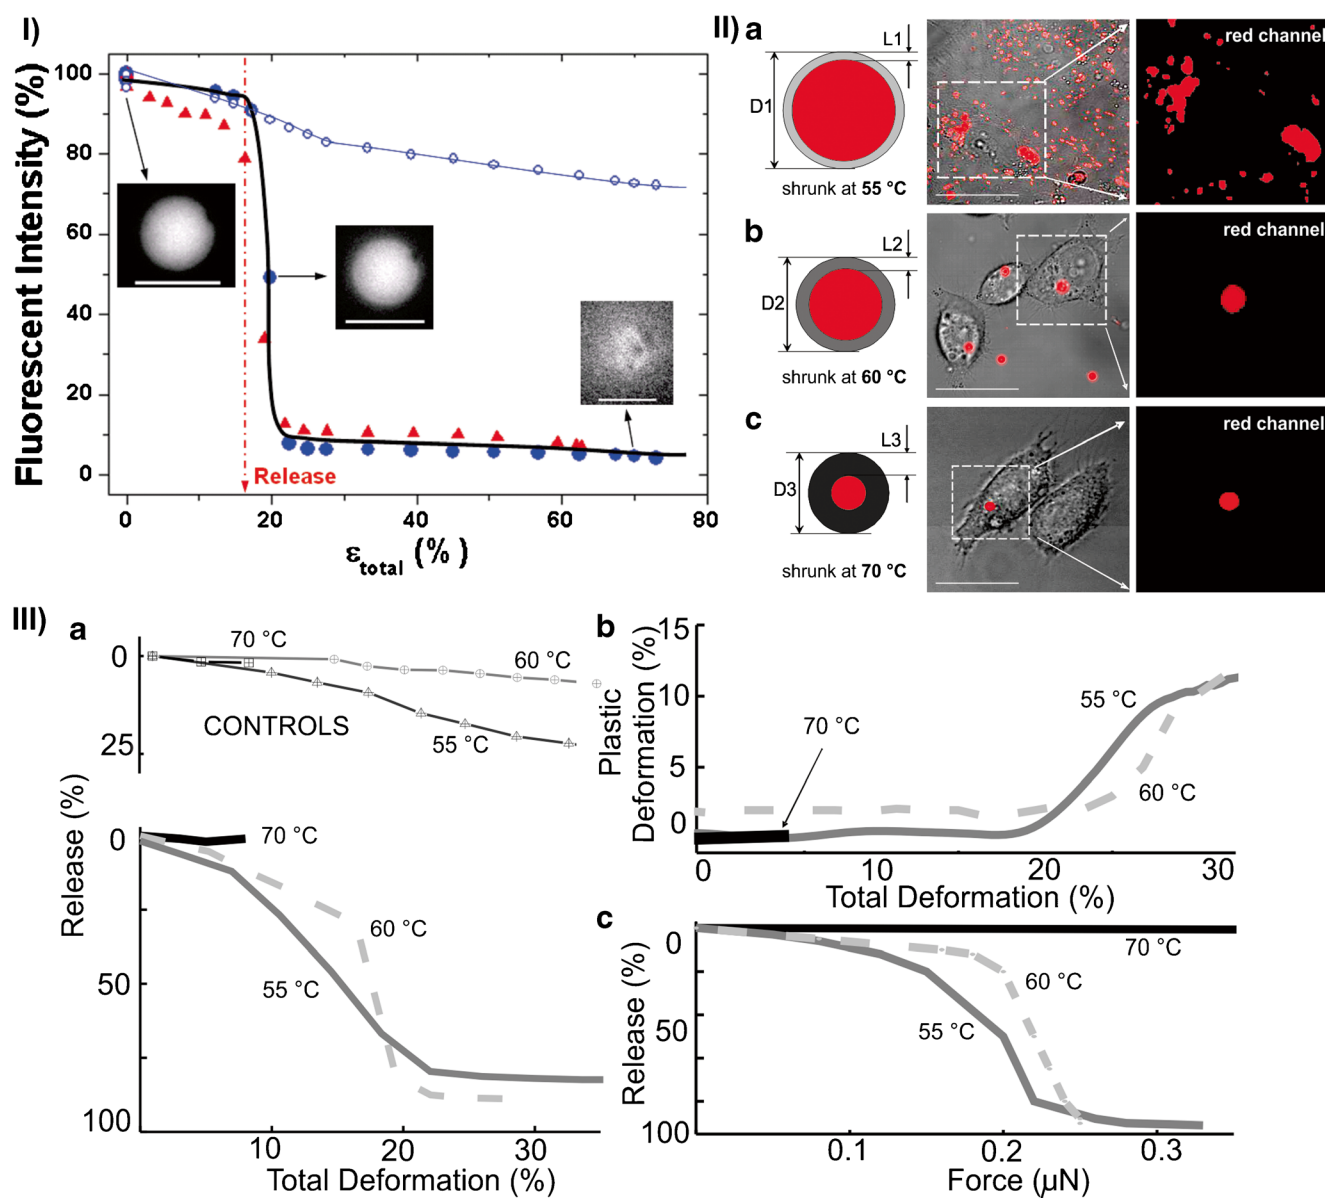 I)
Fluorescent Intensity (%)
100
80
60
40
20
0
Release
0
20
40
60
80
εtotal (%)
II)
a
L1
D1
shrunk at 55 °C
red channel
b
L2
D2
shrunk at 60 °C
red channel
c
L3
D3
shrunk at 70 °C
red channel
III)
a
0
25
70 °C
60 °C
55 °C
CONTROLS
Release (%)
0
50
100
70 °C
60 °C
55 °C
10
20
30
Total Deformation (%)
b
Plastic
Deformation (%)
15
10
5
0
70 °C
55 °C
60 °C
0
10
20
30
Total Deformation (%)
c
Release (%)
0
50
100
70 °C
60 °C
55 °C
0.1
0.2
0.3
Force (µN)